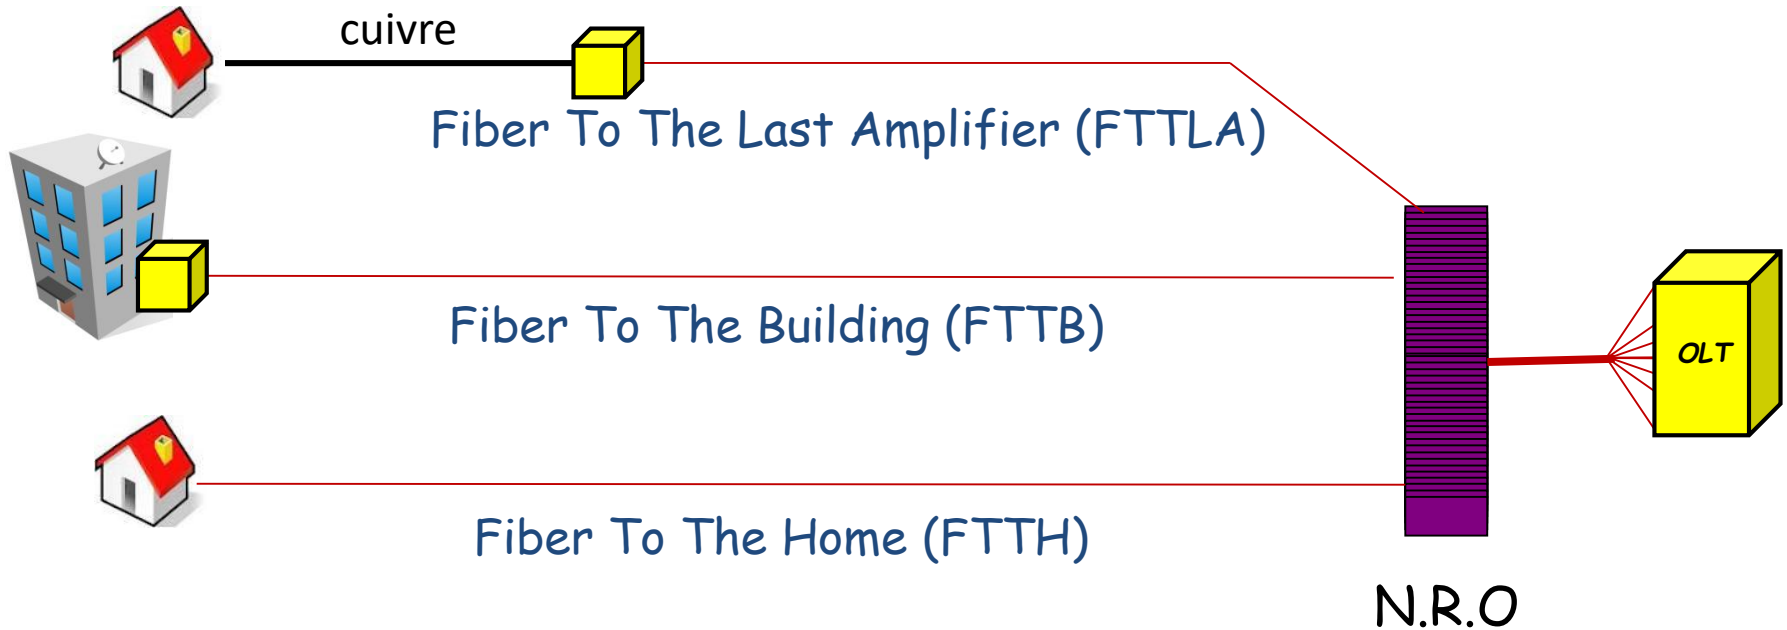 cuivre
Fiber To The Last Amplifier (FTTLA)
Fiber To The Building (FTTB)
OLT
Fiber To The Home (FTTH)
N.R.O